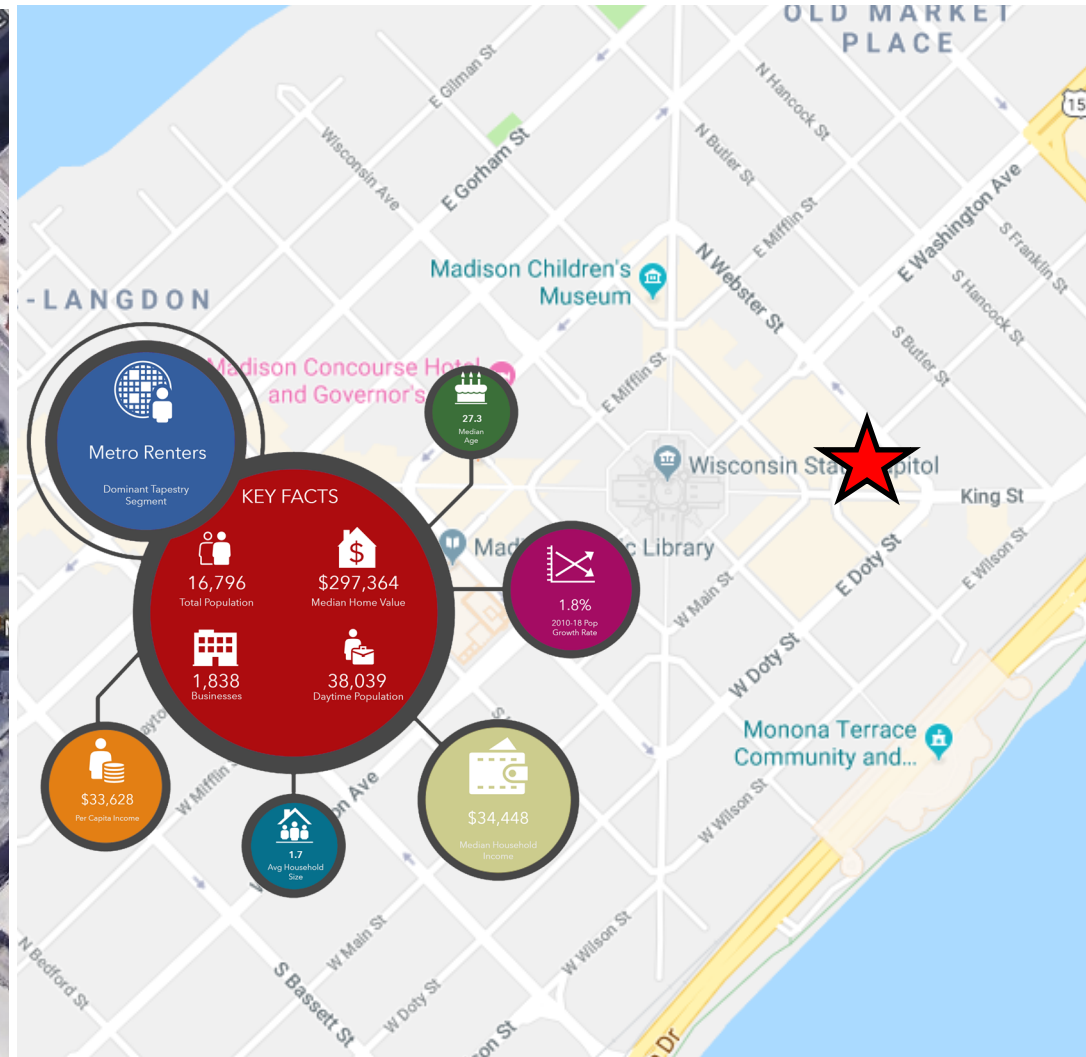 OLD MARKET
PLACE
E Gilman St
N Hancock St
15
Wisconsin Ave
E Gorham St
N Butler St
E Mifflin St
E Washington Ave
S Franklin St
Madison Children's
Museum
N Webster St
S Hancock St
-LANGDON
S Butler St
Madison Concourse Hotel
and Governor's
E Mifflin St
27.3
Median
Age
Metro Renters
Dominant Tapestry
Segment
Wisconsin State Capitol
King St
KEY FACTS
16,796
Total Population
$297,364
Median Home Value
1,838
Businesses
38,039
Daytime Population
Library
E Doty St
E Wilson St
1.8%
2010-18 Pop
Growth Rate
W Main St
W Doty St
Monona Terrace
Community and...
W Mifflin
on Ave
$33,628
Per Capita Income
$34,448
Median Household
Income
1.7
Avg Household
Size
W Wilson St
W Main St
W Wilson St
N Bedford St
S Bassett St
W Doty St
on St
Dr